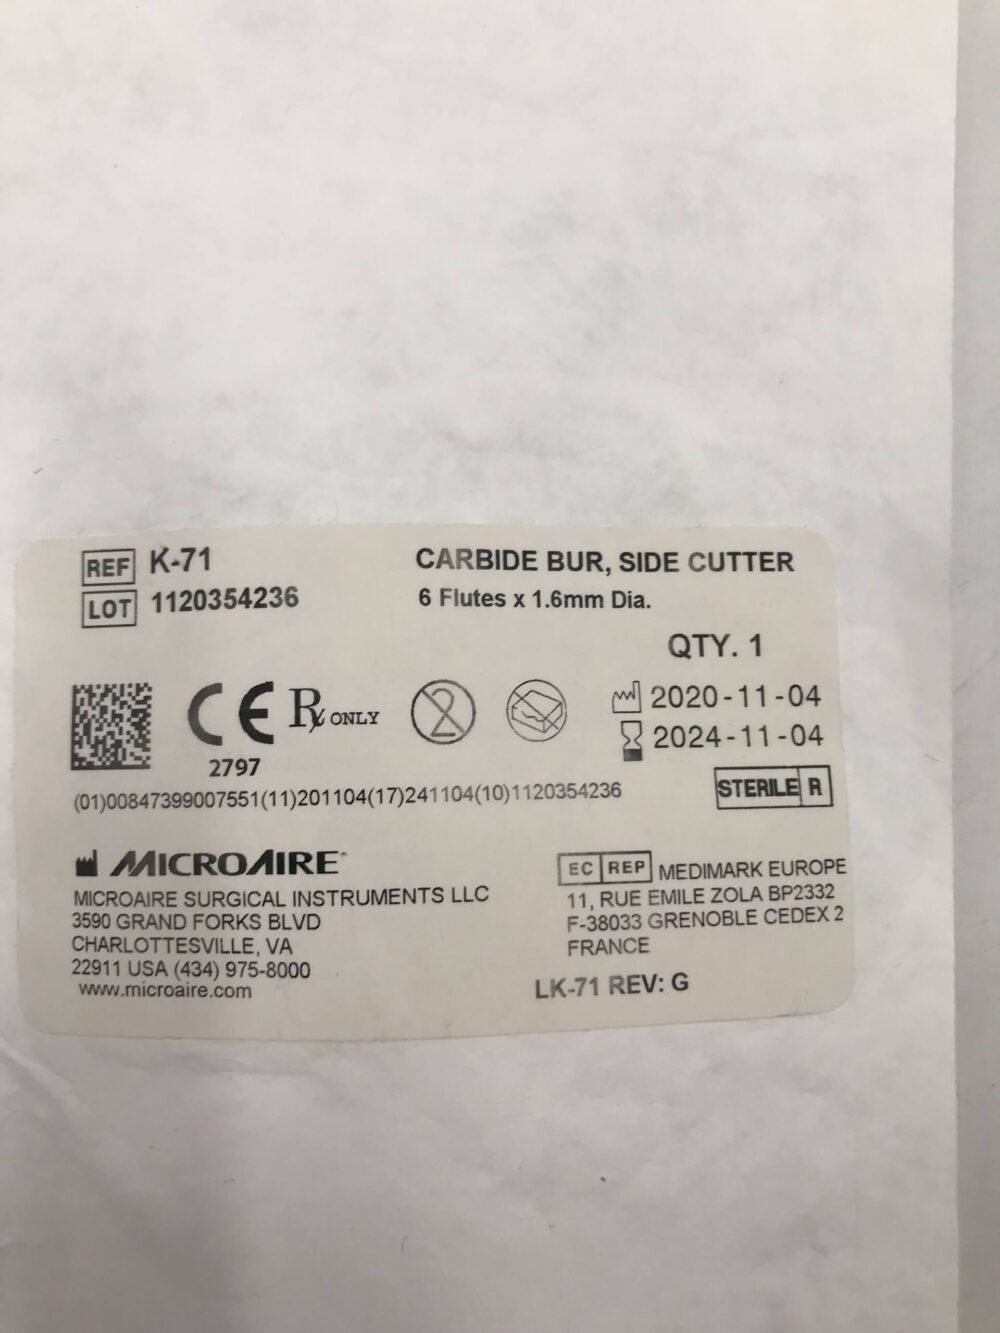 REF K-71
LOT 1120354236
CARBIDE BUR, SIDE CUTTER
6 Flutes x 1.6mm Dia.
QTY. 1
CE
2797
Rx ONLY
2
2020-11-04
2024-11-04
(01)00847399007551(11)201104(17)241104(10)1120354236
STERILE R
MICROAIRE
MICROAIRE SURGICAL INSTRUMENTS LLC
3590 GRAND FORKS BLVD
CHARLOTTESVILLE, VA
22911 USA (434) 975-8000
www.microaire.com
EC REP MEDIMARK EUROPE
11, RUE EMILE ZOLA BP2332
F-38033 GRENOBLE CEDEX 2
FRANCE
LK-71 REV: G